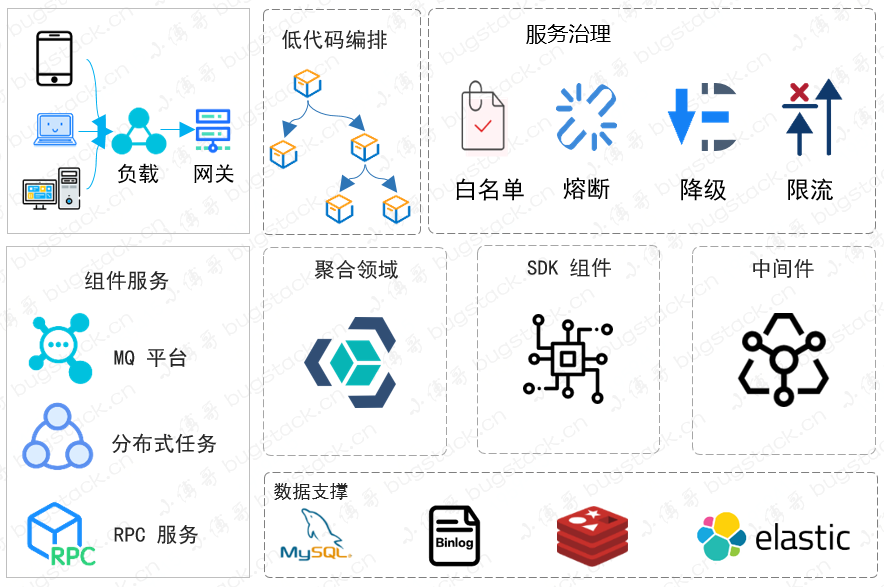 负载
网关
低代码编排
服务治理
白名单
熔断
降级
限流
组件服务
MQ 平台
分布式任务
RPC
RPC 服务
聚合领域
SDK 组件
中间件
数据支撑
MySQL
Binlog
elastic
小傅哥 bugstack.cn